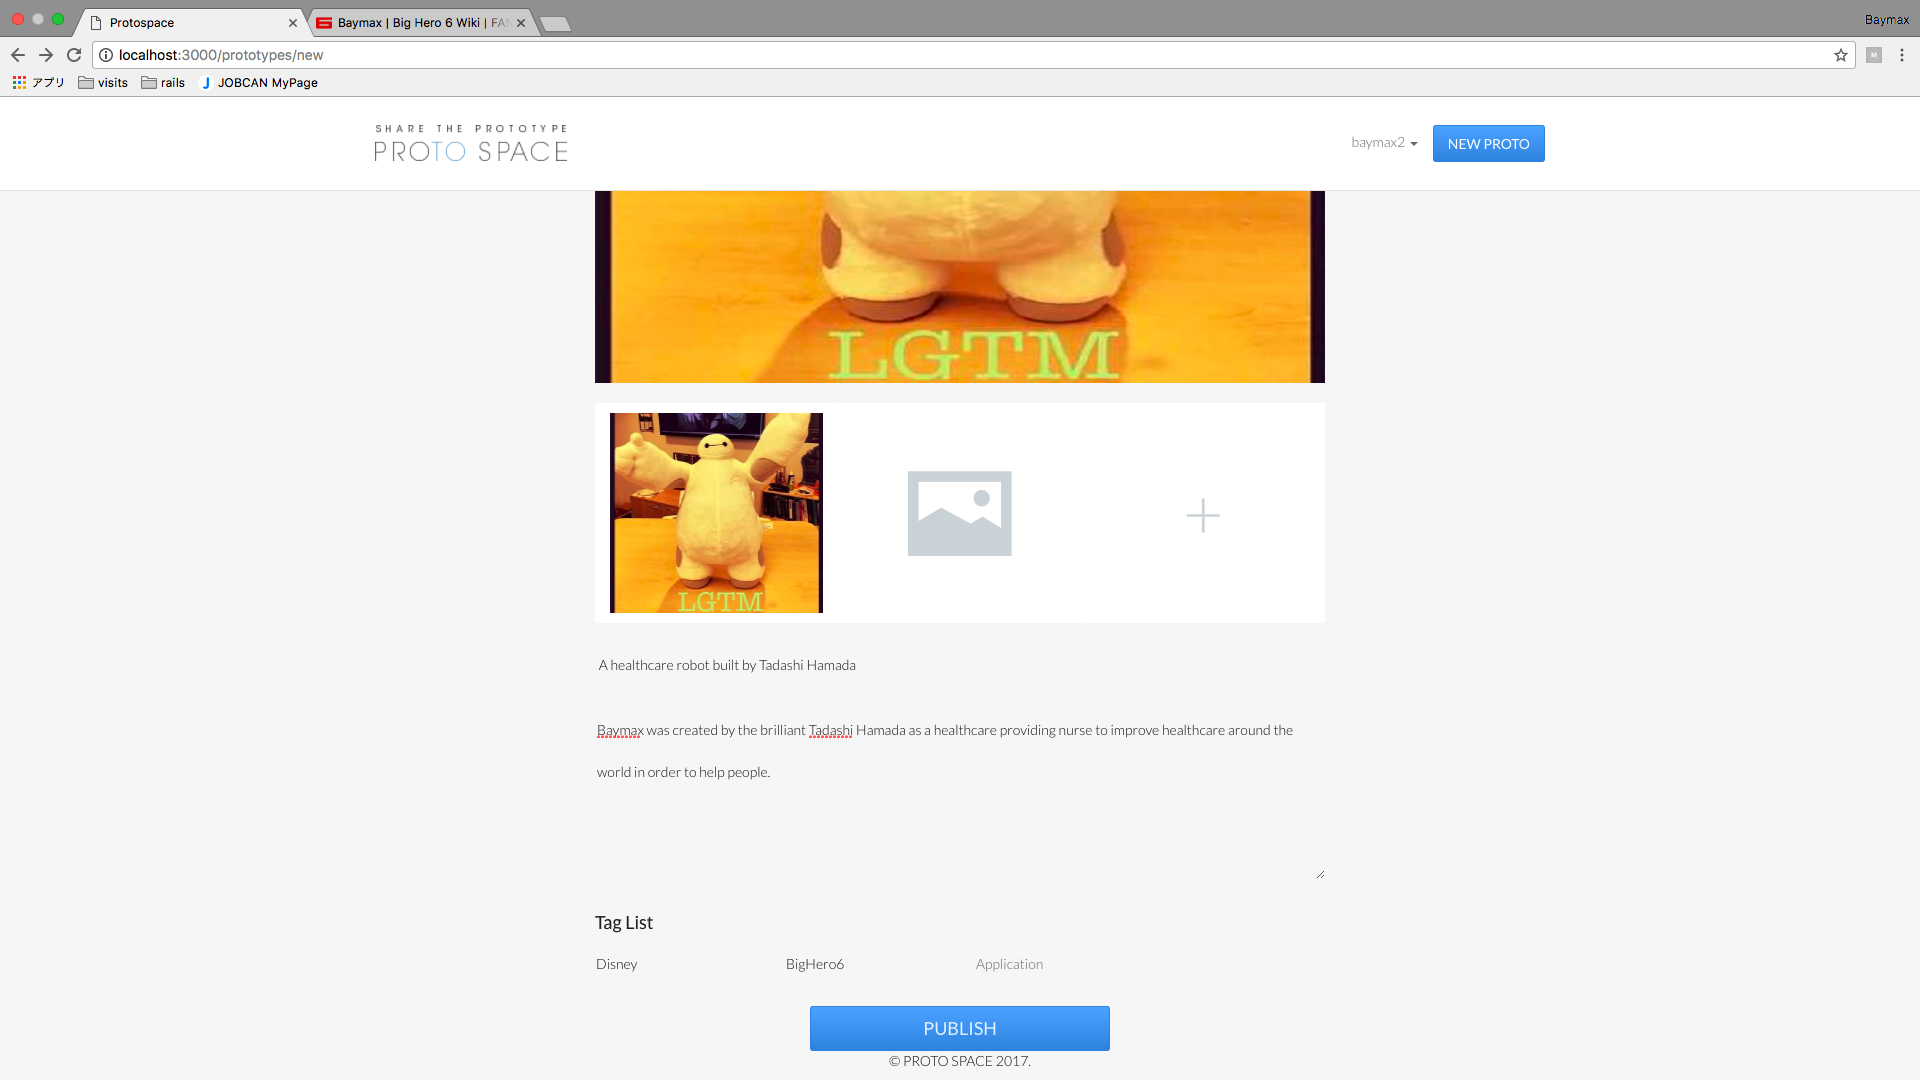 Protospace
Baymax | Big Hero 6 Wiki | FAN
Baymax
localhost:3000/prototypes/new
アプリ
visits
rails
JOBCAN MyPage
SHARE THE PROTOTYPE
PROTO SPACE
baymax2
NEW PROTO
LGTM
LGTM
A healthcare robot built by Tadashi Hamada
Baymax was created by the brilliant Tadashi Hamada as a healthcare providing nurse to improve healthcare around the
world in order to help people.
Tag List
Disney
BigHero6
Application
PUBLISH
© PROTO SPACE 2017.